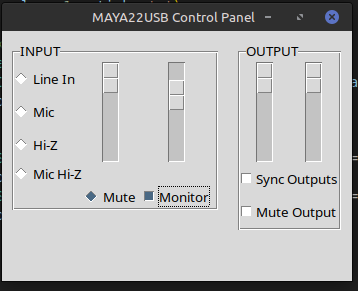 MAYA22USB Control Panel
INPUT
Line In
Mic
Hi-Z
Mic Hi-Z
Mute
Monitor
OUTPUT
Sync Outputs
Mute Output